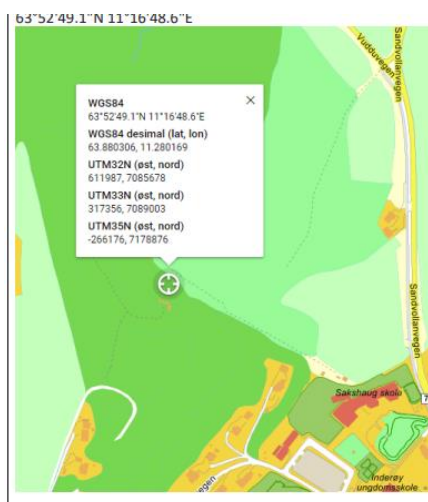 63°52'49.1"N 11°16'48.6"E
WGS84
63°52'49.1"N 11°16'48.6"E
WGS84 desimal (lat, lon)
63.880306, 11.280169
UTM32N (øst, nord)
611987, 7085678
UTM33N (øst, nord)
317356, 7089003
UTM35N (øst, nord)
-266176, 7178876
Vudduvegen
Sandvollanvegen
Sandvollanvegen
Sakshaug skole
7
Inderøy
ungdomsskole